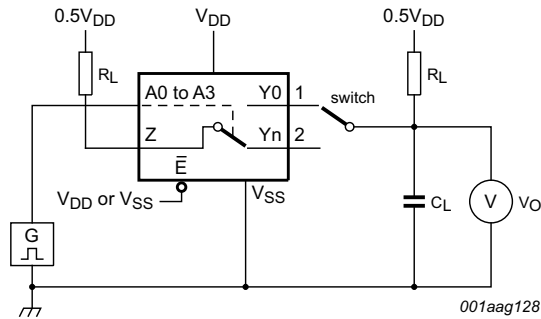 0.5VDD VDD 0.5VDD
RL RL
A0 to A3 Y0 1 switch
Z Yn 2
E̅
VDD or VSS VSS
G CL V VO
001aag128